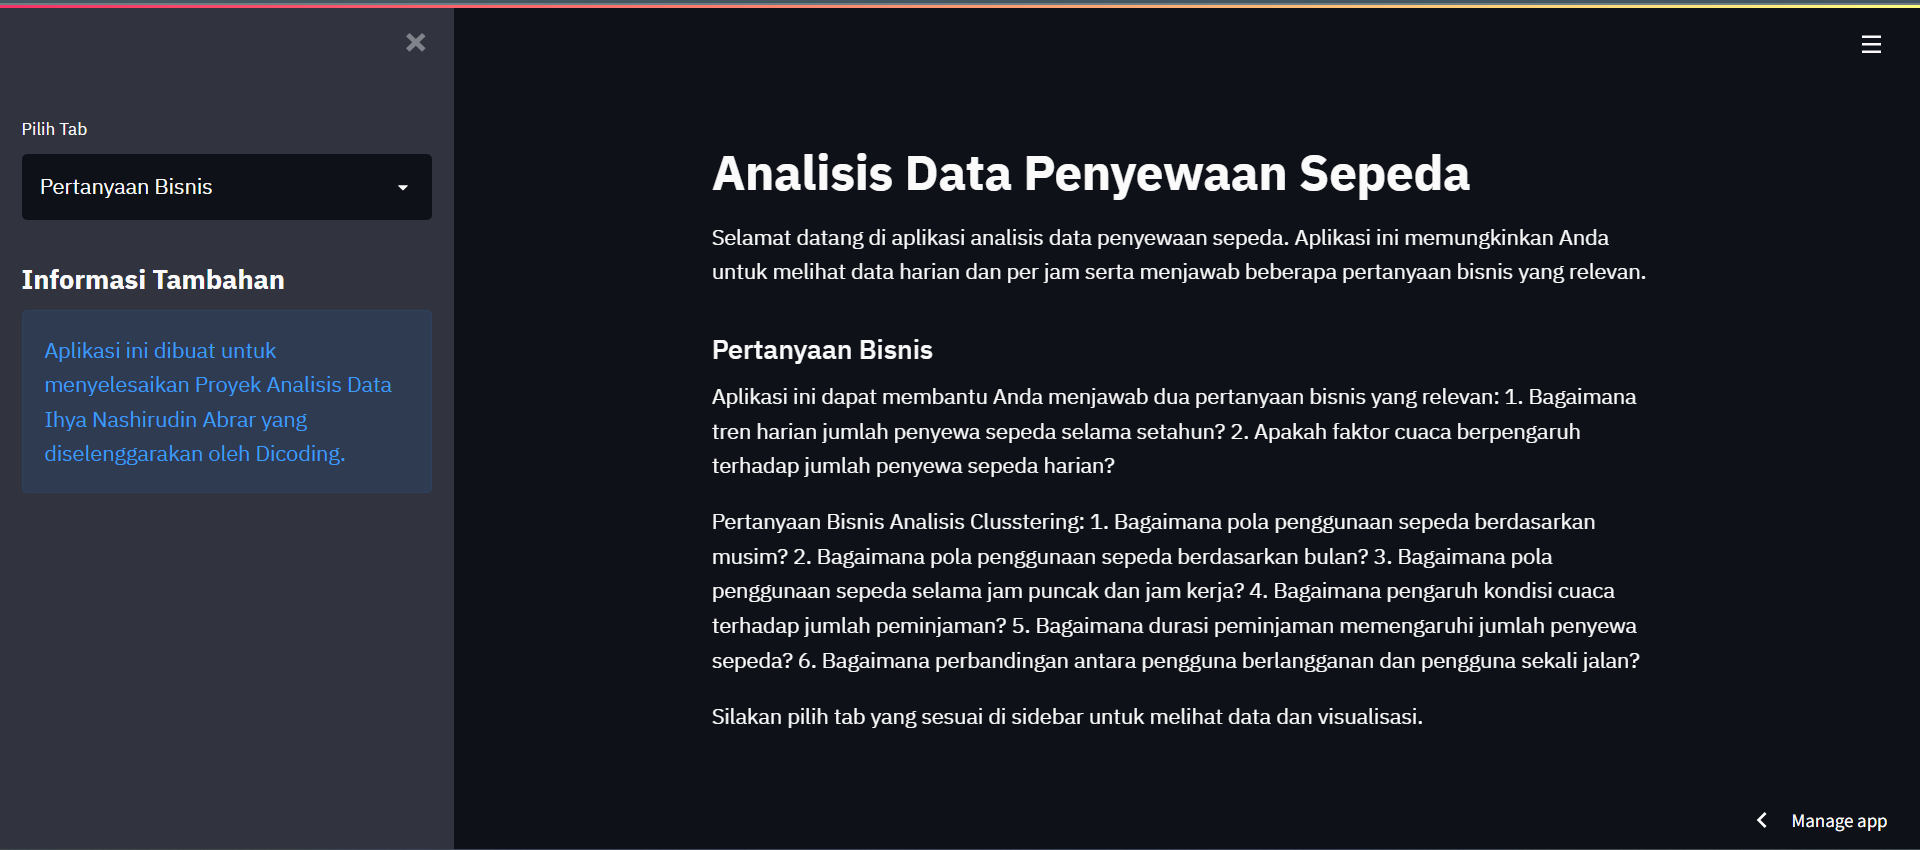 Pilih Tab
Pertanyaan Bisnis
Informasi Tambahan
Aplikasi ini dibuat untuk
menyelesaikan Proyek Analisis Data
Ihya Nashirudin Abrar yang
diselenggarakan oleh Dicoding.
Analisis Data Penyewaan Sepeda
Selamat datang di aplikasi analisis data penyewaan sepeda. Aplikasi ini memungkinkan Anda
untuk melihat data harian dan per jam serta menjawab beberapa pertanyaan bisnis yang relevan.
Pertanyaan Bisnis
Aplikasi ini dapat membantu Anda menjawab dua pertanyaan bisnis yang relevan: 1. Bagaimana
tren harian jumlah penyewa sepeda selama setahun? 2. Apakah faktor cuaca berpengaruh
terhadap jumlah penyewa sepeda harian?
Pertanyaan Bisnis Analisis Clusstering: 1. Bagaimana pola penggunaan sepeda berdasarkan
musim? 2. Bagaimana pola penggunaan sepeda berdasarkan bulan? 3. Bagaimana pola
penggunaan sepeda selama jam puncak dan jam kerja? 4. Bagaimana pengaruh kondisi cuaca
terhadap jumlah peminjaman? 5. Bagaimana durasi peminjaman memengaruhi jumlah penyewa
sepeda? 6. Bagaimana perbandingan antara pengguna berlangganan dan pengguna sekali jalan?
Silakan pilih tab yang sesuai di sidebar untuk melihat data dan visualisasi.
Manage app